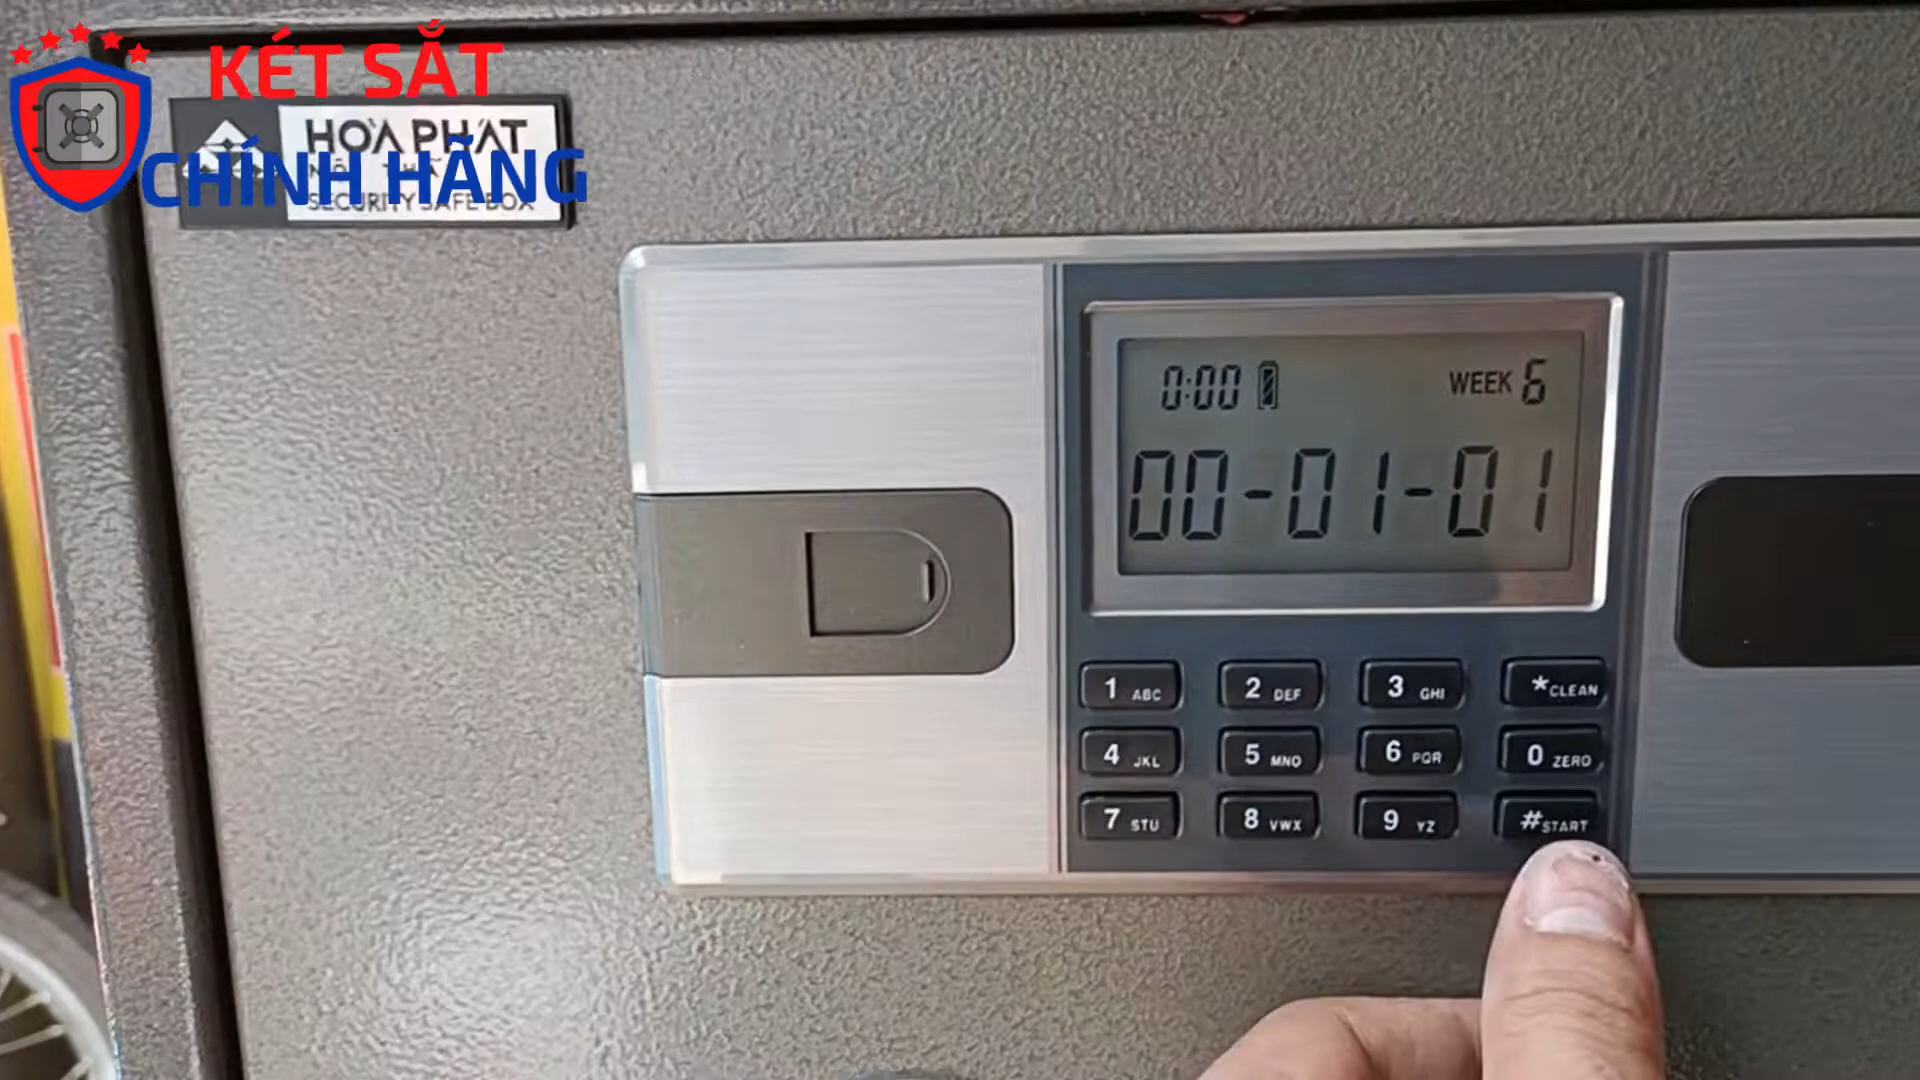 KÉT SẮT
CHÍNH HÃNG
HÒA PHÁT
SECURITY SAFE BOX
0:00 WEEK 6
00-01-01
1 ABC 2 DEF 3 GHI *CLEAN
4 JKL 5 MNO 6 PQR 0 ZERO
7 STU 8 VWX 9 YZ #START